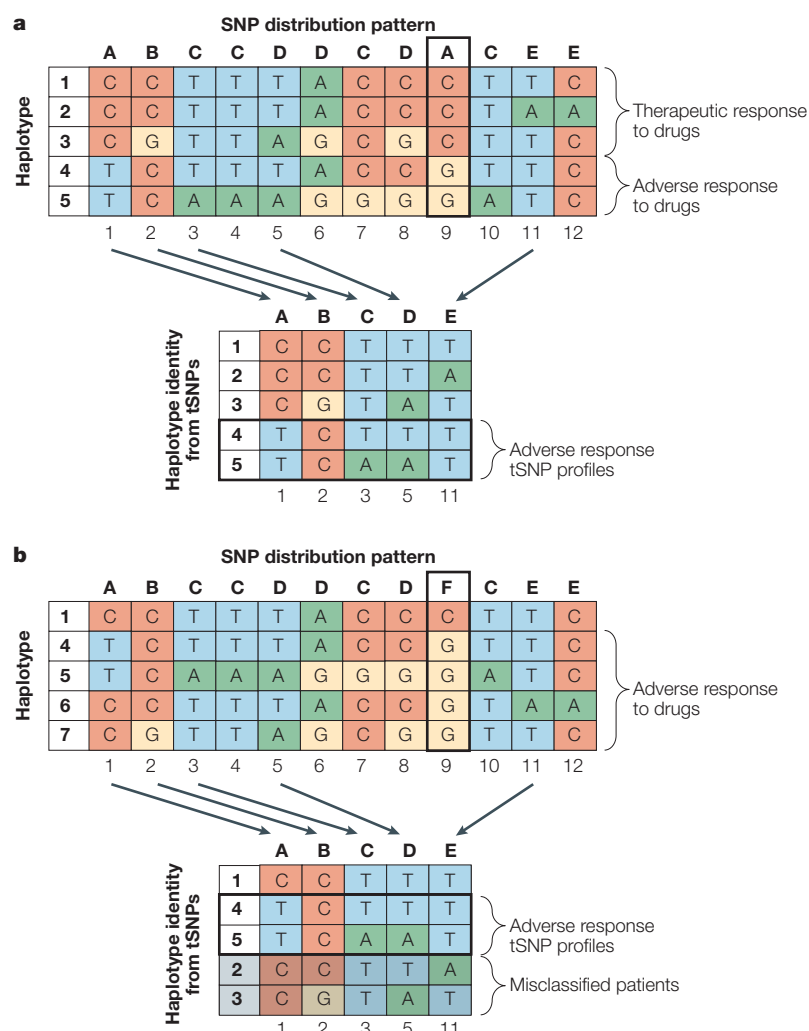 a
SNP distribution pattern
A B C C D D C D A C E E
Haplotype
1 C C T T T A C C C T T C
2 C C T T T A C C C T A A
3 C G T T A G C G C T T C
4 T C T T T A C C G T T C
5 T C A A A G G G G A T C
Therapeutic response
to drugs
Adverse response
to drugs
1 2 3 4 5 6 7 8 9 10 11 12
A B C D E
Haplotype identity
from tSNPs
1 C C T T T
2 C C T T A
3 C G T A T
4 T C T T T
5 T C A A T
Adverse response
tSNP profiles
1 2 3 5 11
b
SNP distribution pattern
A B C C D D C D F C E E
Haplotype
1 C C T T T A C C C T T C
4 T C T T T A C C G T T C
5 T C A A A G G G G A T C
6 C C T T T A C C G T A A
7 C G T T A G C G G T T C
Adverse response
to drugs
1 2 3 4 5 6 7 8 9 10 11 12
A B C D E
Haplotype identity
from tSNPs
1 C C T T T
4 T C T T T
5 T C A A T
2 C C T T A
3 C G T A T
Adverse response
tSNP profiles
Misclassified patients
1 2 3 5 11